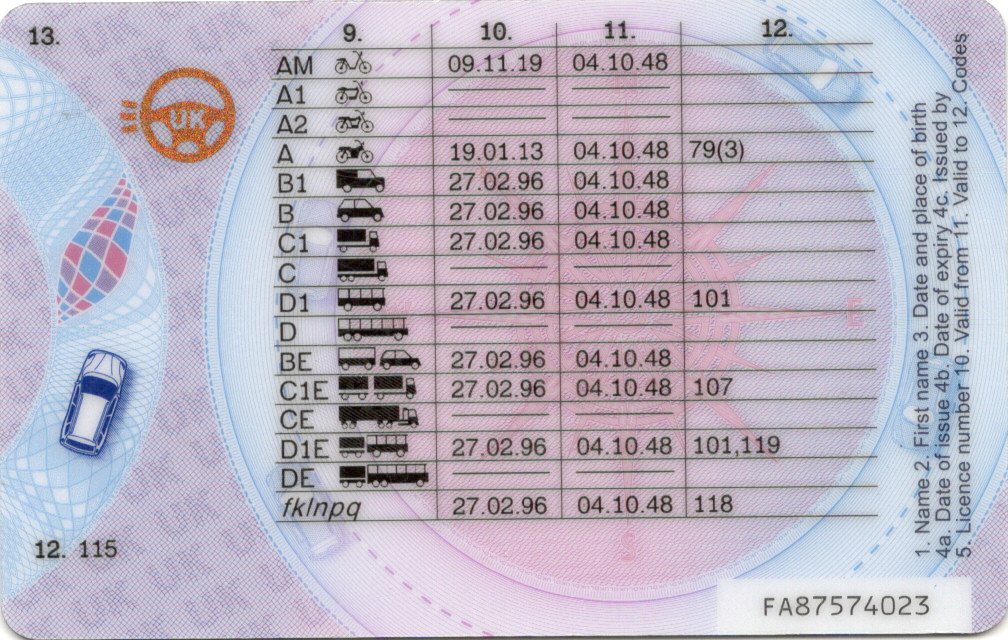 13.
9. 10. 11. 12.
UK
AM 09.11.19 04.10.48
A1
A2
A 19.01.13 04.10.48 79(3)
B1 27.02.96 04.10.48
B 27.02.96 04.10.48
C1 27.02.96 04.10.48
C
D1 27.02.96 04.10.48 101
D
BE 27.02.96 04.10.48
C1E 27.02.96 04.10.48 107
CE
D1E 27.02.96 04.10.48 101,119
DE
fklnpq 27.02.96 04.10.48 118
12. 115
E
S
1. Name 2. First name 3. Date and place of birth
4a. Date of issue 4b. Date of expiry 4c. Issued by
5. Licence number 10. Valid from 11. Valid to 12. Codes
FA87574023